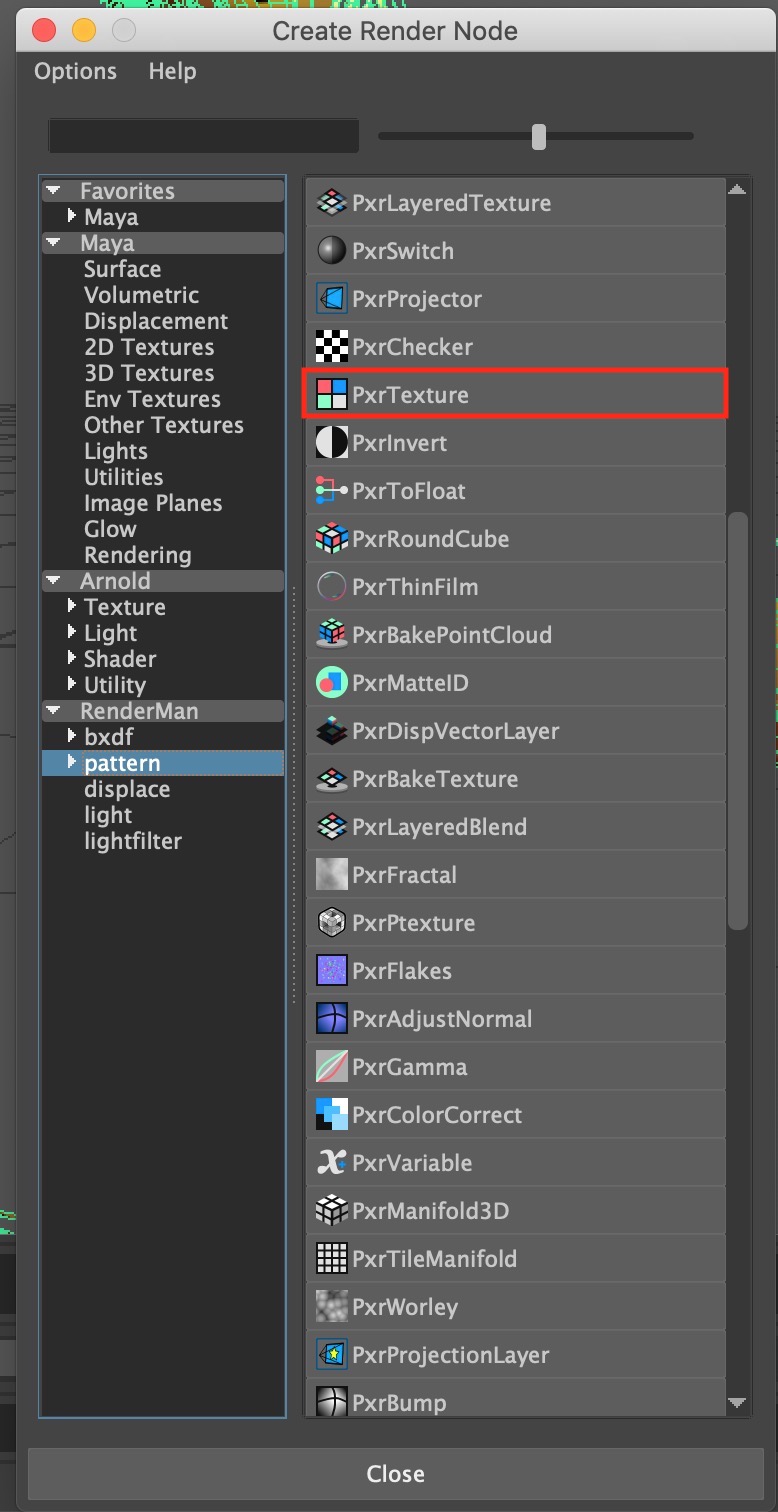 Create Render Node
Options Help
Favorites
Maya
Maya
Surface
Volumetric
Displacement
2D Textures
3D Textures
Env Textures
Other Textures
Lights
Utilities
Image Planes
Glow
Rendering
Arnold
Texture
Light
Shader
Utility
RenderMan
bxdf
pattern
displace
light
lightfilter
PxrLayeredTexture
PxrSwitch
PxrProjector
PxrChecker
PxrTexture
PxrInvert
PxrToFloat
PxrRoundCube
PxrThinFilm
PxrBakePointCloud
PxrMatteID
PxrDispVectorLayer
PxrBakeTexture
PxrLayeredBlend
PxrFractal
PxrPtexture
PxrFlakes
PxrAdjustNormal
PxrGamma
PxrColorCorrect
PxrVariable
PxrManifold3D
PxrTileManifold
PxrWorley
PxrProjectionLayer
PxrBump
Close